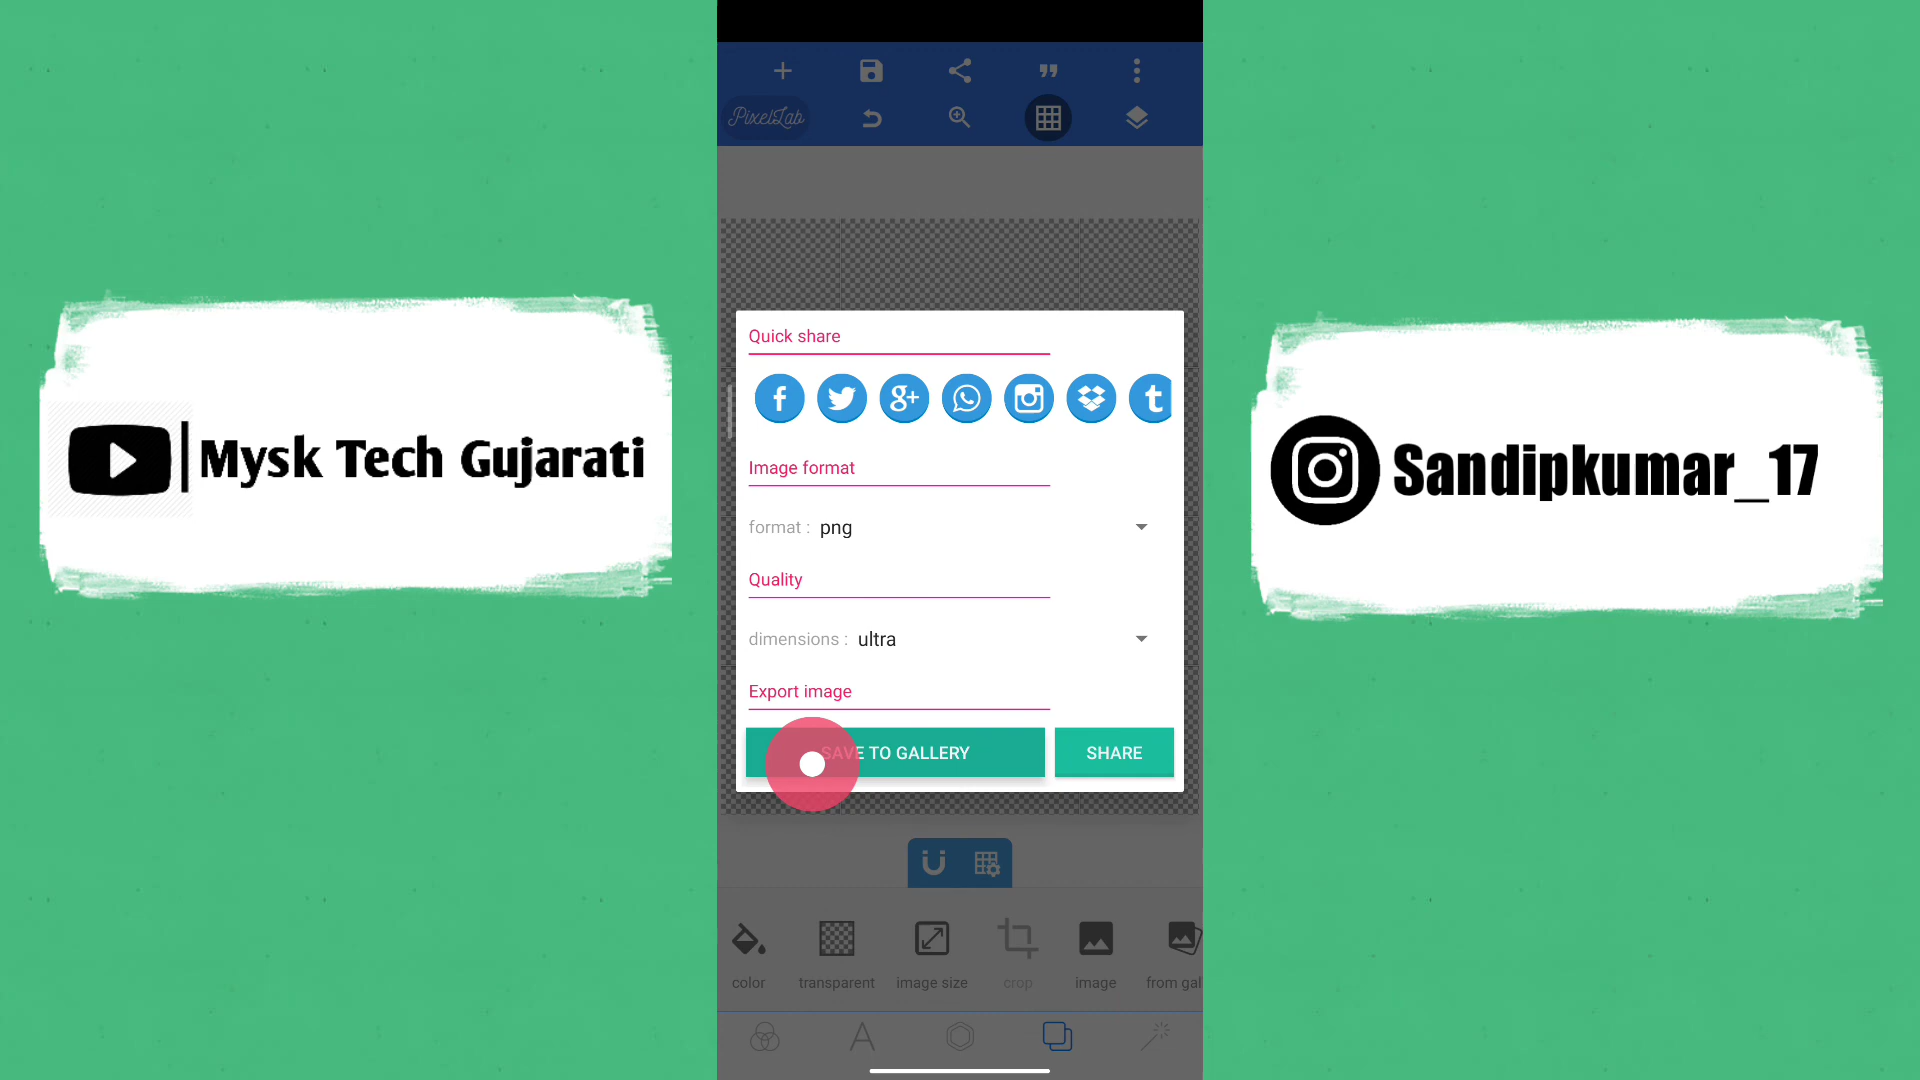 PixelLab
Quick share
Image format
format : png
Quality
dimensions : ultra
Export image
SAVE TO GALLERY
SHARE
color
transparent
image size
crop
image
from gal
Mysk Tech Gujarati
Sandipkumar_17